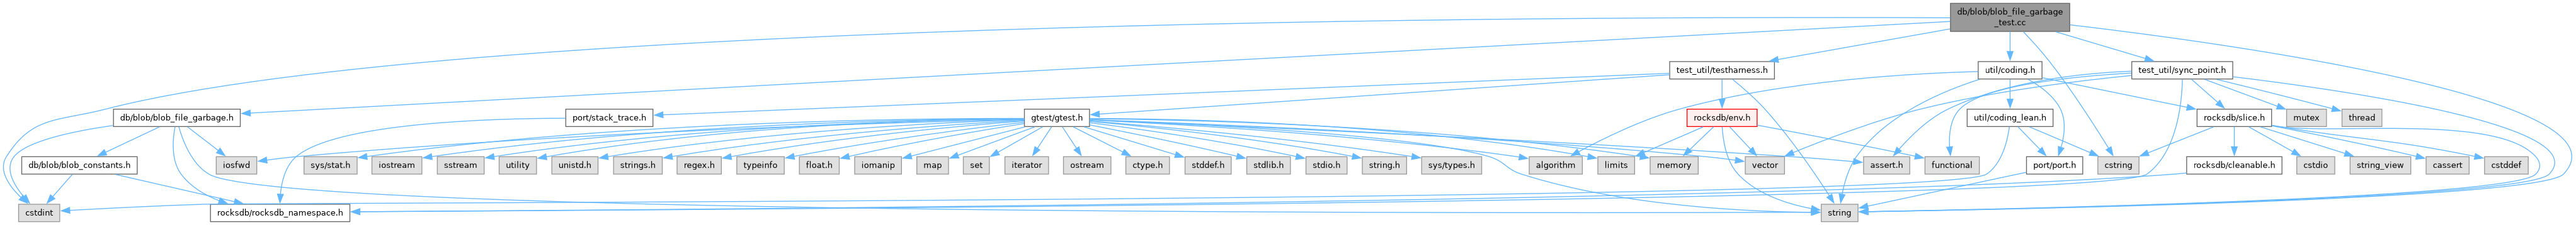 db/blob/blob_file_garbage
_test.cc
test_util/testharness.h
util/coding.h
test_util/sync_point.h
db/blob/blob_file_garbage.h
port/stack_trace.h
gtest/gtest.h
rocksdb/env.h
util/coding_lean.h
rocksdb/slice.h
mutex
thread
db/blob/blob_constants.h
iosfwd
sys/stat.h
iostream
sstream
utility
unistd.h
strings.h
regex.h
typeinfo
float.h
iomanip
map
set
iterator
ostream
ctype.h
stddef.h
stdlib.h
stdio.h
string.h
sys/types.h
algorithm
limits
memory
vector
assert.h
functional
port/port.h
cstring
rocksdb/cleanable.h
cstdio
string_view
cassert
cstddef
cstdint
rocksdb/rocksdb_namespace.h
string